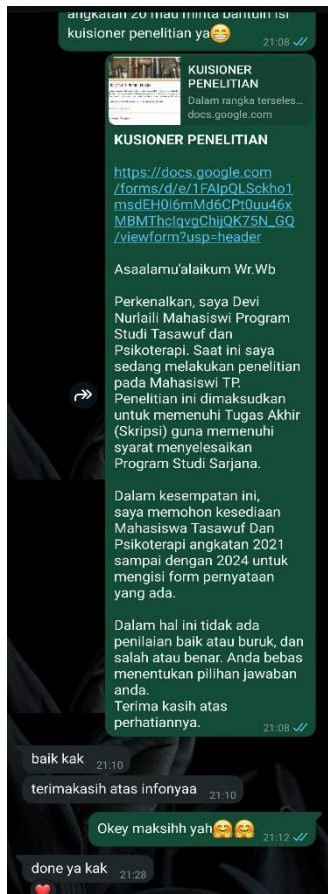 angkatan 20 mau minta bantuin isi
kuisioner penelitian ya😁
21:08
KUISIONER
PENELITIAN
Dalam rangka terseles...
docs.google.com
KUSIONER PENELITIAN
https://docs.google.com
/forms/d/e/1FAIpQLSckho1
msdEH0i6mMd6CPt0uu46x
MBMThclqvgChijQK75N_GQ
/viewform?usp=header
Asaalamu'alaikum Wr.Wb
Perkenalkan, saya Devi
Nurlaili Mahasiswi Program
Studi Tasawuf dan
Psikoterapi. Saat ini saya
sedang melakukan penelitian
pada Mahasiswi TP.
Penelitian ini dimaksudkan
untuk memenuhi Tugas Akhir
(Skripsi) guna memenuhi
syarat menyelesaikan
Program Studi Sarjana.
Dalam kesempatan ini,
saya memohon kesediaan
Mahasiswa Tasawuf Dan
Psikoterapi angkatan 2021
sampai dengan 2024 untuk
mengisi form pernyataan
yang ada.
Dalam hal ini tidak ada
penilaian baik atau buruk, dan
salah atau benar. Anda bebas
menentukan pilihan jawaban
anda.
Terima kasih atas
perhatiannya.
21:08
baik kak 21:10
terimakasih atas infonyaa 21:10
Okey maksihh yah🤗🤗 21:12
done ya kak 21:28